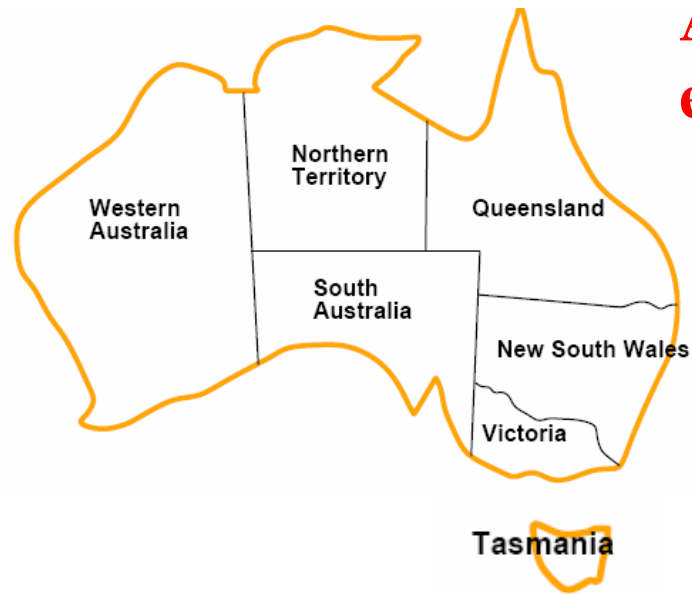 A
Northern
Territory
Western
Australia
Queensland
South
Australia
New South Wales
Victoria
Tasmania